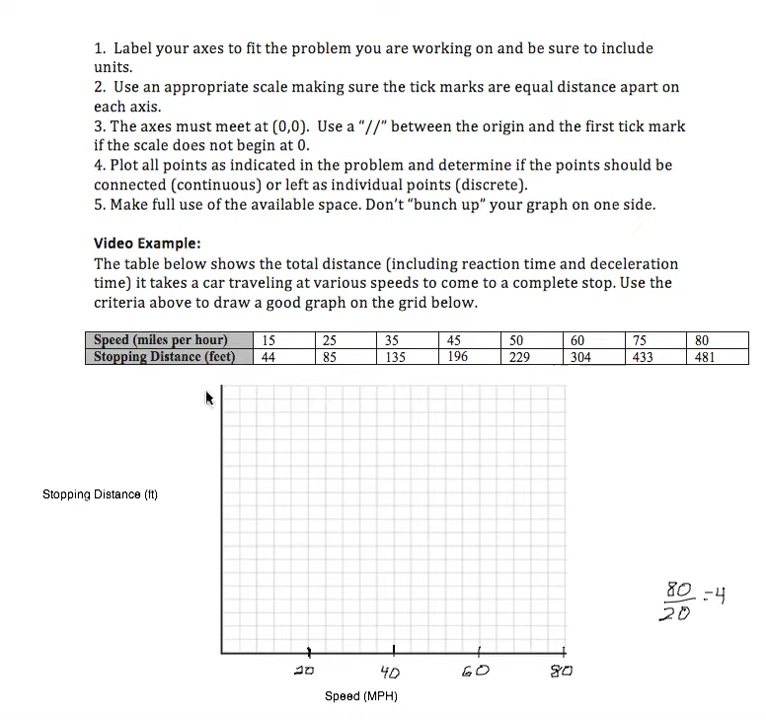 1. Label your axes to fit the problem you are working on and be sure to include
units.
2. Use an appropriate scale making sure the tick marks are equal distance apart on
each axis.
3. The axes must meet at (0,0). Use a “//” between the origin and the first tick mark
if the scale does not begin at 0.
4. Plot all points as indicated in the problem and determine if the points should be
connected (continuous) or left as individual points (discrete).
5. Make full use of the available space. Don’t “bunch up” your graph on one side.
Video Example:
The table below shows the total distance (including reaction time and deceleration
time) it takes a car traveling at various speeds to come to a complete stop. Use the
criteria above to draw a good graph on the grid below.
Speed (miles per hour) 15 25 35 45 50 60 75 80
Stopping Distance (feet) 44 85 135 196 229 304 433 481
Stopping Distance (ft)
80
20 = 4
20 40 60 80
Speed (MPH)